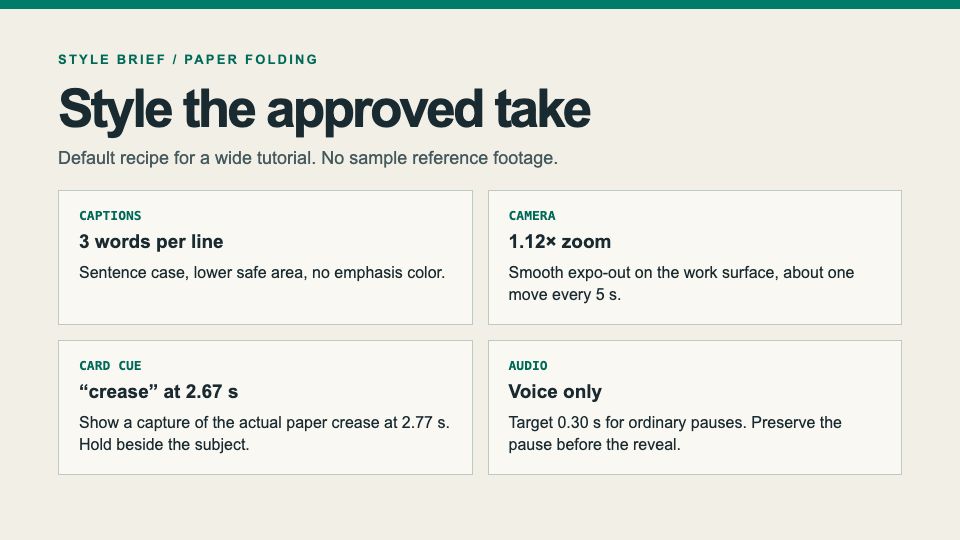 STYLE BRIEF / PAPER FOLDING
Style the approved take
Default recipe for a wide tutorial. No sample reference footage.
CAPTIONS
3 words per line
Sentence case, lower safe area, no emphasis color.
CAMERA
1.12× zoom
Smooth expo-out on the work surface, about one
move every 5 s.
CARD CUE
“crease” at 2.67 s
Show a capture of the actual paper crease at 2.77 s.
Hold beside the subject.
AUDIO
Voice only
Target 0.30 s for ordinary pauses. Preserve the
pause before the reveal.